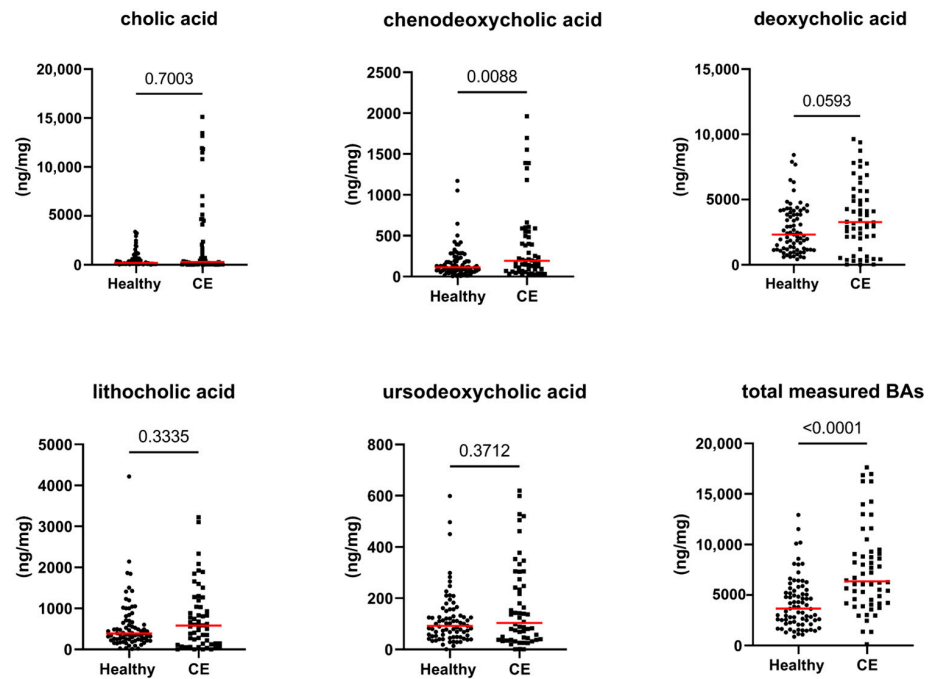 cholic acid
20,000
15,000
10,000
5000
0
(ng/mg)
0.7003
Healthy
CE
chenodeoxycholic acid
2500
2000
1500
1000
500
0
(ng/mg)
0.0088
Healthy
CE
deoxycholic acid
15,000
10,000
5000
0
(ng/mg)
0.0593
Healthy
CE
lithocholic acid
5000
4000
3000
2000
1000
0
(ng/mg)
0.3335
Healthy
CE
ursodeoxycholic acid
800
600
400
200
0
(ng/mg)
0.3712
Healthy
CE
total measured BAs
20,000
15,000
10,000
5000
0
(ng/mg)
<0.0001
Healthy
CE